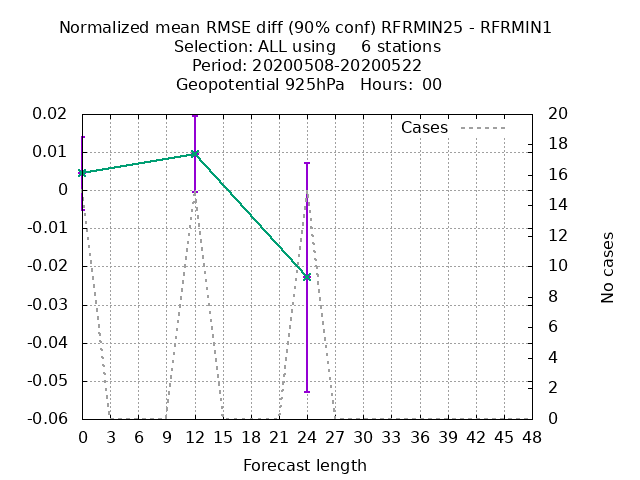 Normalized mean RMSE diff (90% conf) RFRMIN25 - RFRMIN1
Selection: ALL using 6 stations
Period: 20200508-20200522
Geopotential 925hPa Hours: 00
Cases
0.02
0.01
0
-0.01
-0.02
-0.03
-0.04
-0.05
-0.06
20
18
16
14
12
10
8
6
4
2
0
No cases
0 3 6 9 12 15 18 21 24 27 30 33 36 39 42 45 48
Forecast length